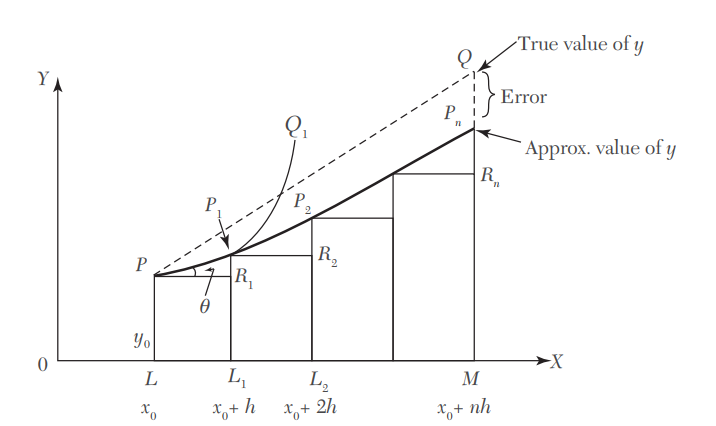 True value of y
Q
Y
Error
P_n
Q_1
Approx. value of y
R_n
P_1
P_2
P
R_2
R_1
θ
y_0
0
X
L
L_1
L_2
M
x_0
x_0 + h
x_0 + 2h
x_0 + nh